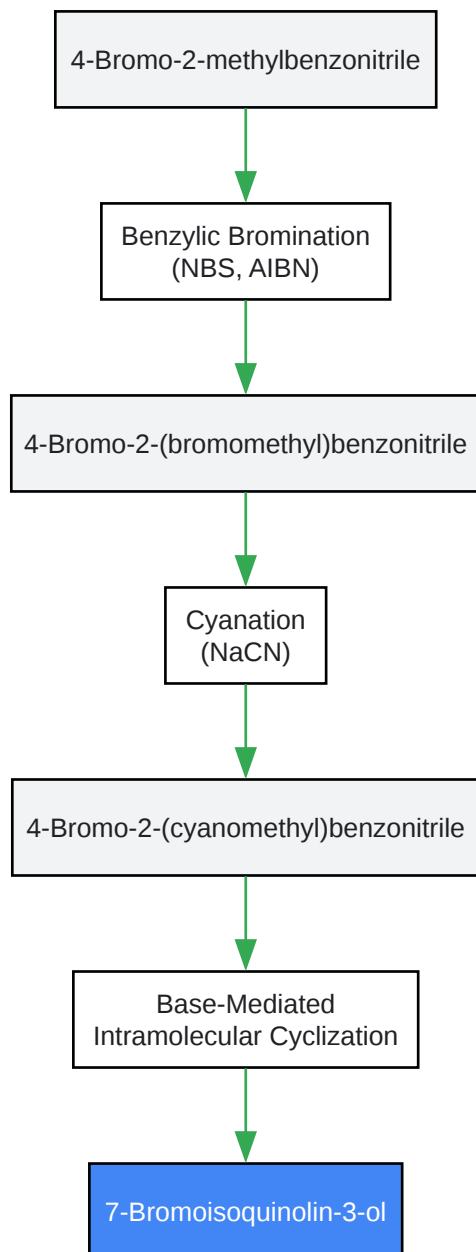 4-Bromo-2-methylbenzonitrile
Benzylic Bromination
(NBS, AIBN)
4-Bromo-2-(bromomethyl)benzonitrile
Cyanation
(NaCN)
4-Bromo-2-(cyanomethyl)benzonitrile
Base-Mediated
Intramolecular Cyclization
7-Bromoisoquinolin-3-ol